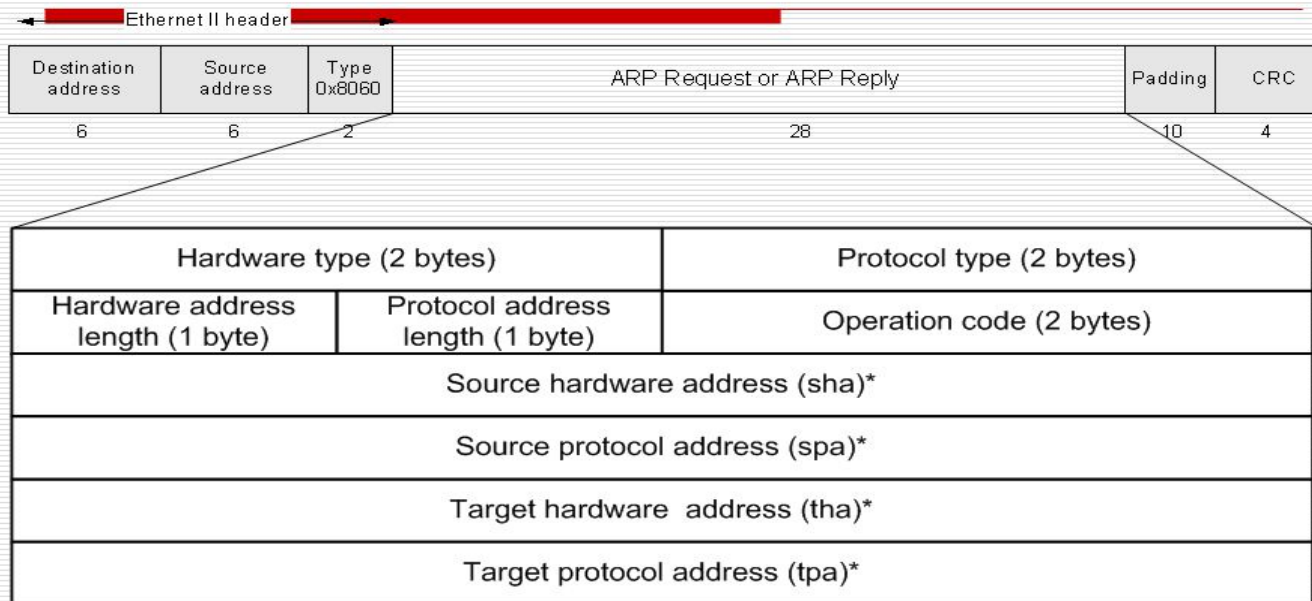 Ethernet II header
Destination address
Source address
Type 0x8060
ARP Request or ARP Reply
Padding
CRC
6
6
2
28
10
4
Hardware type (2 bytes)
Protocol type (2 bytes)
Hardware address length (1 byte)
Protocol address length (1 byte)
Operation code (2 bytes)
Source hardware address (sha)*
Source protocol address (spa)*
Target hardware  address (tha)*
Target protocol address (tpa)*